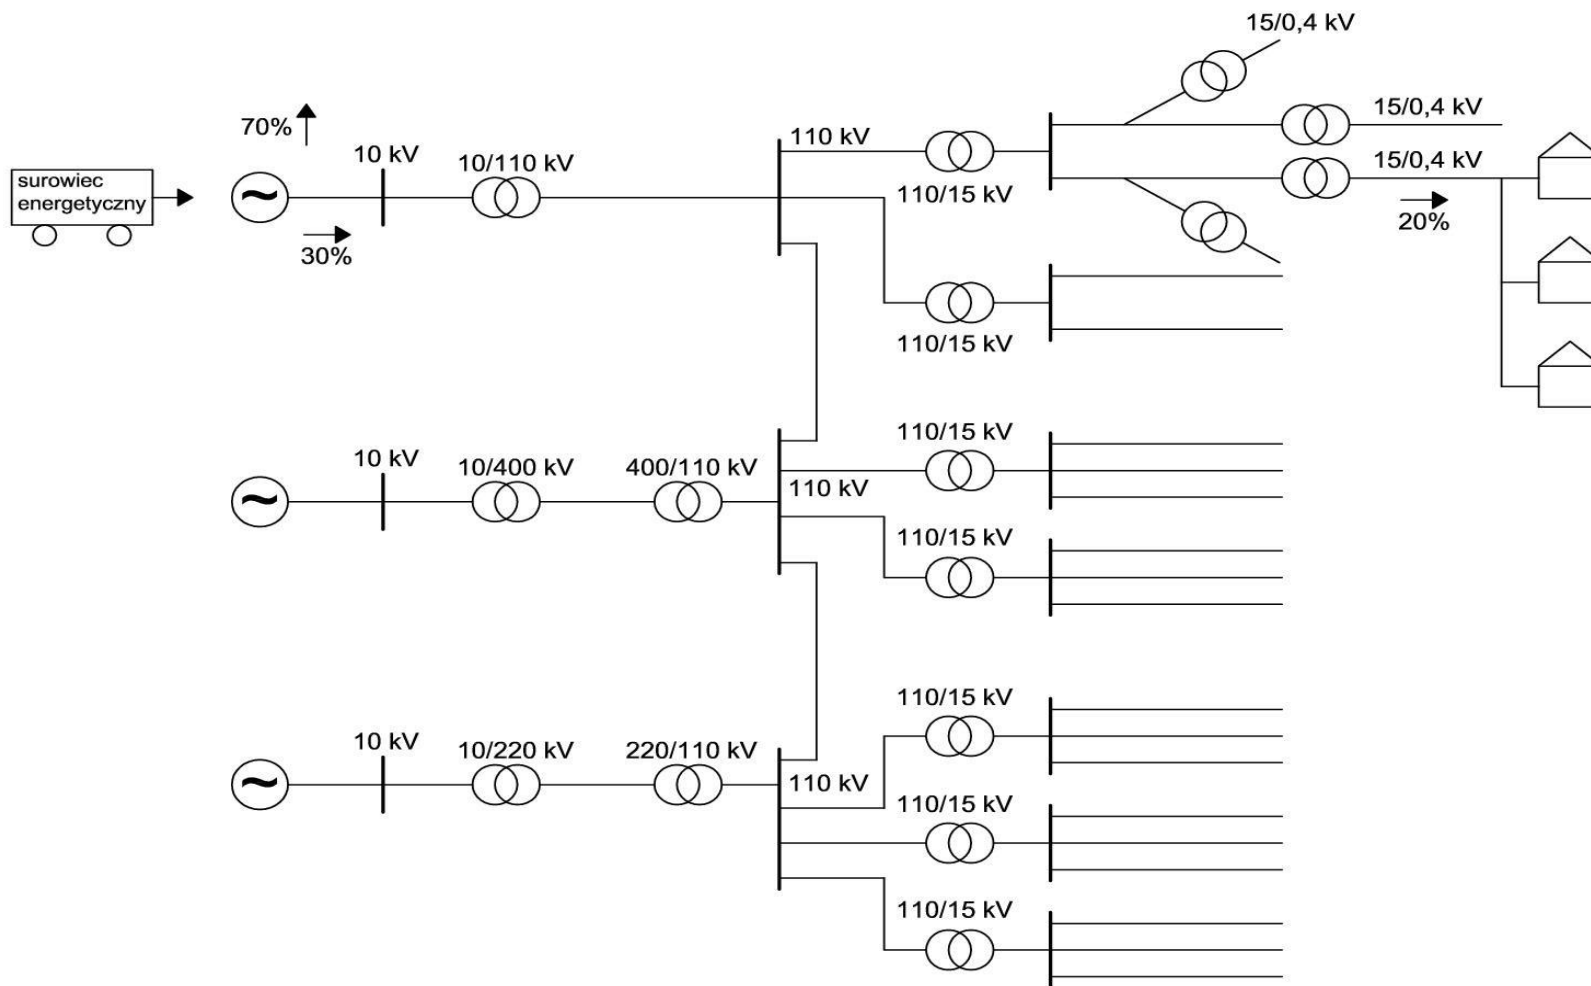 15/0,4 kV
70%
10 kV
10/110 kV
110 kV
15/0,4 kV
surowiec
energetyczny
110/15 kV
15/0,4 kV
30%
20%
110/15 kV
10 kV
10/400 kV
400/110 kV
110 kV
110/15 kV
110/15 kV
10 kV
10/220 kV
220/110 kV
110 kV
110/15 kV
110/15 kV
110/15 kV